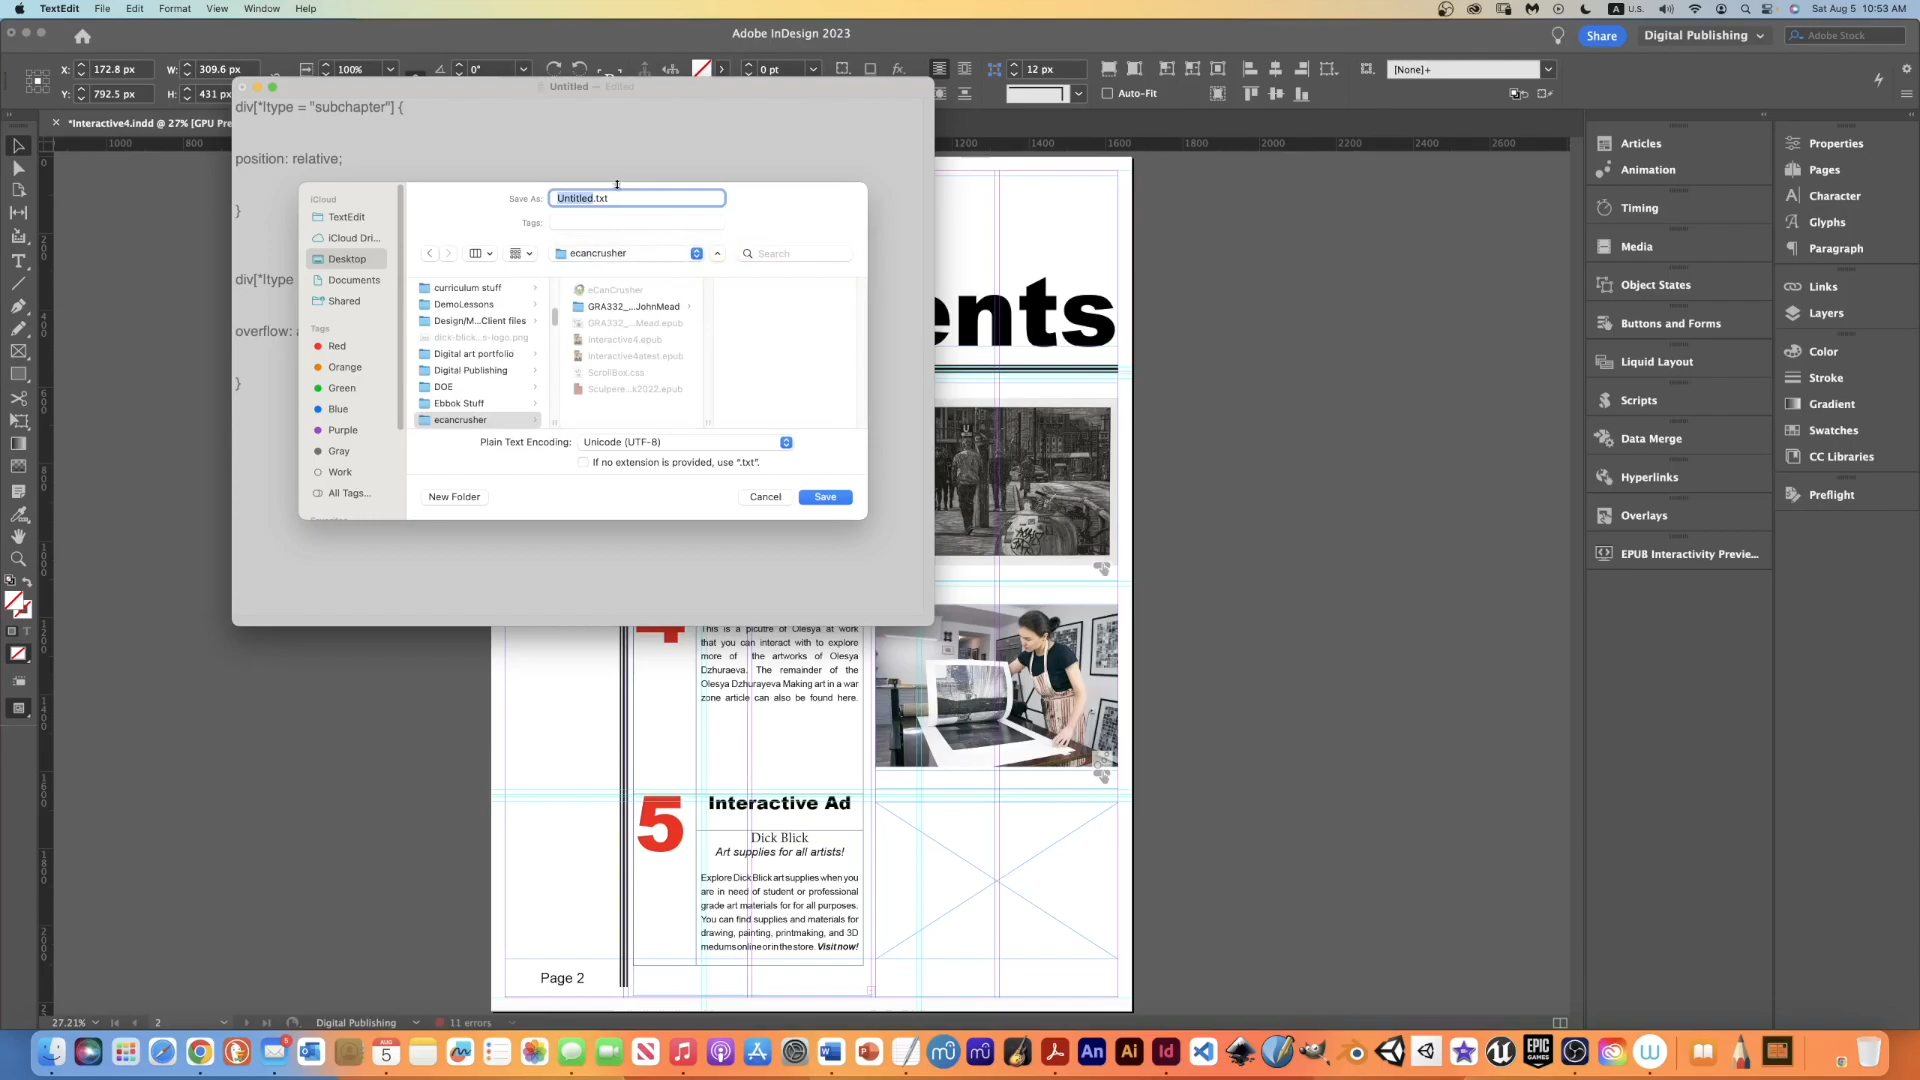 TextEdit File Edit Format View Window Help
U.S. Sat Aug 5 10:53 AM
Adobe InDesign 2023
Share Digital Publishing Adobe Stock
X: 172.8 px W: 309.6 px 100% 0° 0 pt 12 px [None]+
Y: 792.5 px H: 431 px Auto-Fit
*Interactive4.indd @ 27% [GPU Pre
Untitled — Edited
1000 800 1200 1400 1600 1800 2000 2200 2400 2600
div[*|type = "subchapter"] {
position: relative;
}
div[*|type
overflow: a
}
iCloud
TextEdit
iCloud Dri...
Desktop
Documents
Shared
Tags
Red
Orange
Green
Blue
Purple
Gray
Work
All Tags...
Save As: Untitled.txt
Tags:
ecancrusher
Search
curriculum stuff
DemoLessons
Design/M...Client files
dick-blick...s-logo.png
Digital art portfolio
Digital Publishing
DOE
Ebbok Stuff
ecancrusher
eCanCrusher
GRA332_...JohnMead
GRA332_...Mead.epub
interactive4.epub
interactive4atest.epub
ScrollBox.css
Sculpere...k2022.epub
Plain Text Encoding: Unicode (UTF-8)
If no extension is provided, use ".txt".
New Folder Cancel Save
ents
4
This is a picutre of Olesya at work
that you can interact with to explore
more of the artworks of Olesya
Dzhuraeva. The remainder of the
Olesya Dzhurayeva Making art in a war
zone article can also be found here.
5
Interactive Ad
Dick Blick
Art supplies for all artists!
Explore Dick Blick art supplies when you
are in need of student or professional
grade art materials for for all purposes.
You can find supplies and materials for
drawing, painting, printmaking, and 3D
medums online or in the store. Visit now!
Page 2
Articles
Animation
Timing
Media
Object States
Buttons and Forms
Liquid Layout
Scripts
Data Merge
Hyperlinks
Overlays
EPUB Interactivity Previe...
Properties
Pages
Character
Glyphs
Paragraph
Links
Layers
Color
Stroke
Gradient
Swatches
CC Libraries
Preflight
27.21% 2 Digital Publishing 11 errors